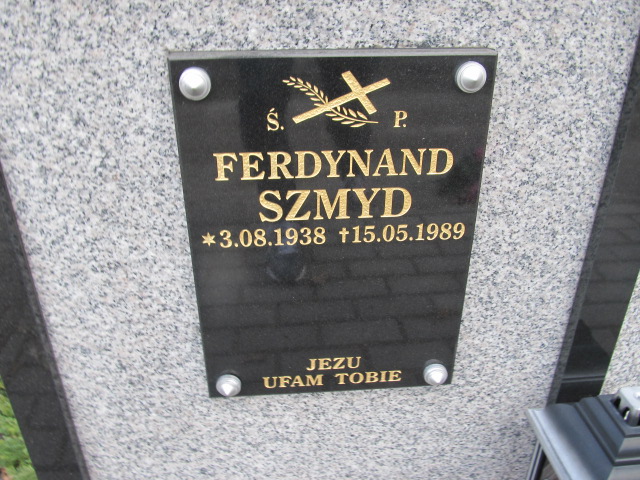 Ś. P.
FERDYNAND
SZMYD
*3.08.1938 †15.05.1989
JEZU
UFAM TOBIE